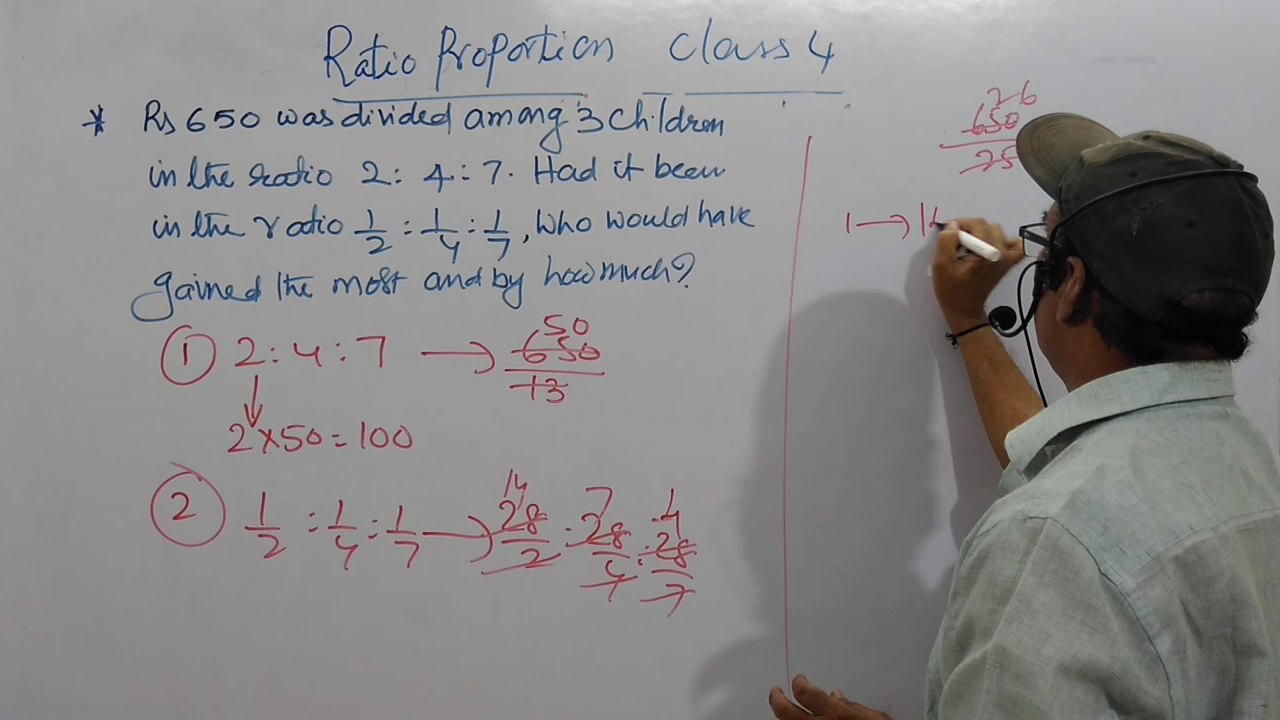 Ratio Proportion Class 4
* Rs 650 was divided among 3 Children
in the ratio 2 : 4 : 7. Had it been
in the ratio 1/2 : 1/4 : 1/7, Who would have
gained the most and by how much?
① 2 : 4 : 7 → 650/13 50
2 × 50 = 100
② 1/2 : 1/4 : 1/7 → 28/2 : 28/4 : 28/7
14 7 4
26
650
25
1 → 14